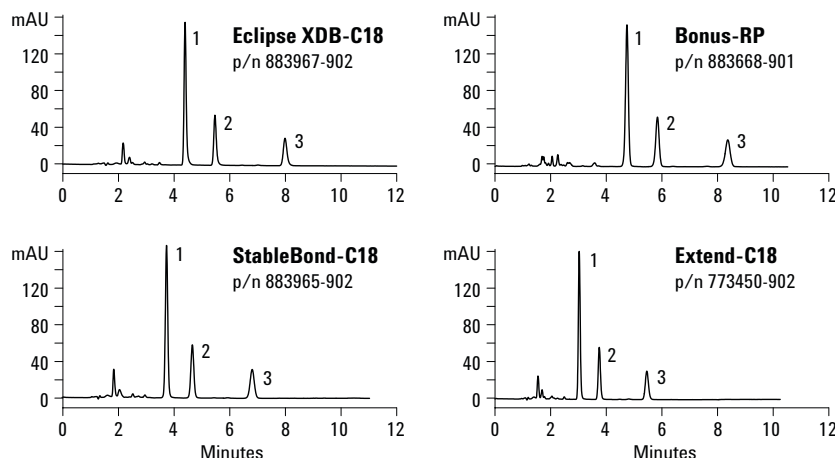 mAU
160
120
80
40
0
1
2
3
Eclipse XDB-C18
p/n 883967-902
0 2 4 6 8 10 12
mAU
160
120
80
40
0
1
2
3
Bonus-RP
p/n 883668-901
0 2 4 6 8 10 12
mAU
120
80
40
0
1
2
3
StableBond-C18
p/n 883965-902
0 2 4 6 8 10 12
Minutes
mAU
120
80
40
0
1
2
3
Extend-C18
p/n 773450-902
0 2 4 6 8 10 12
Minutes